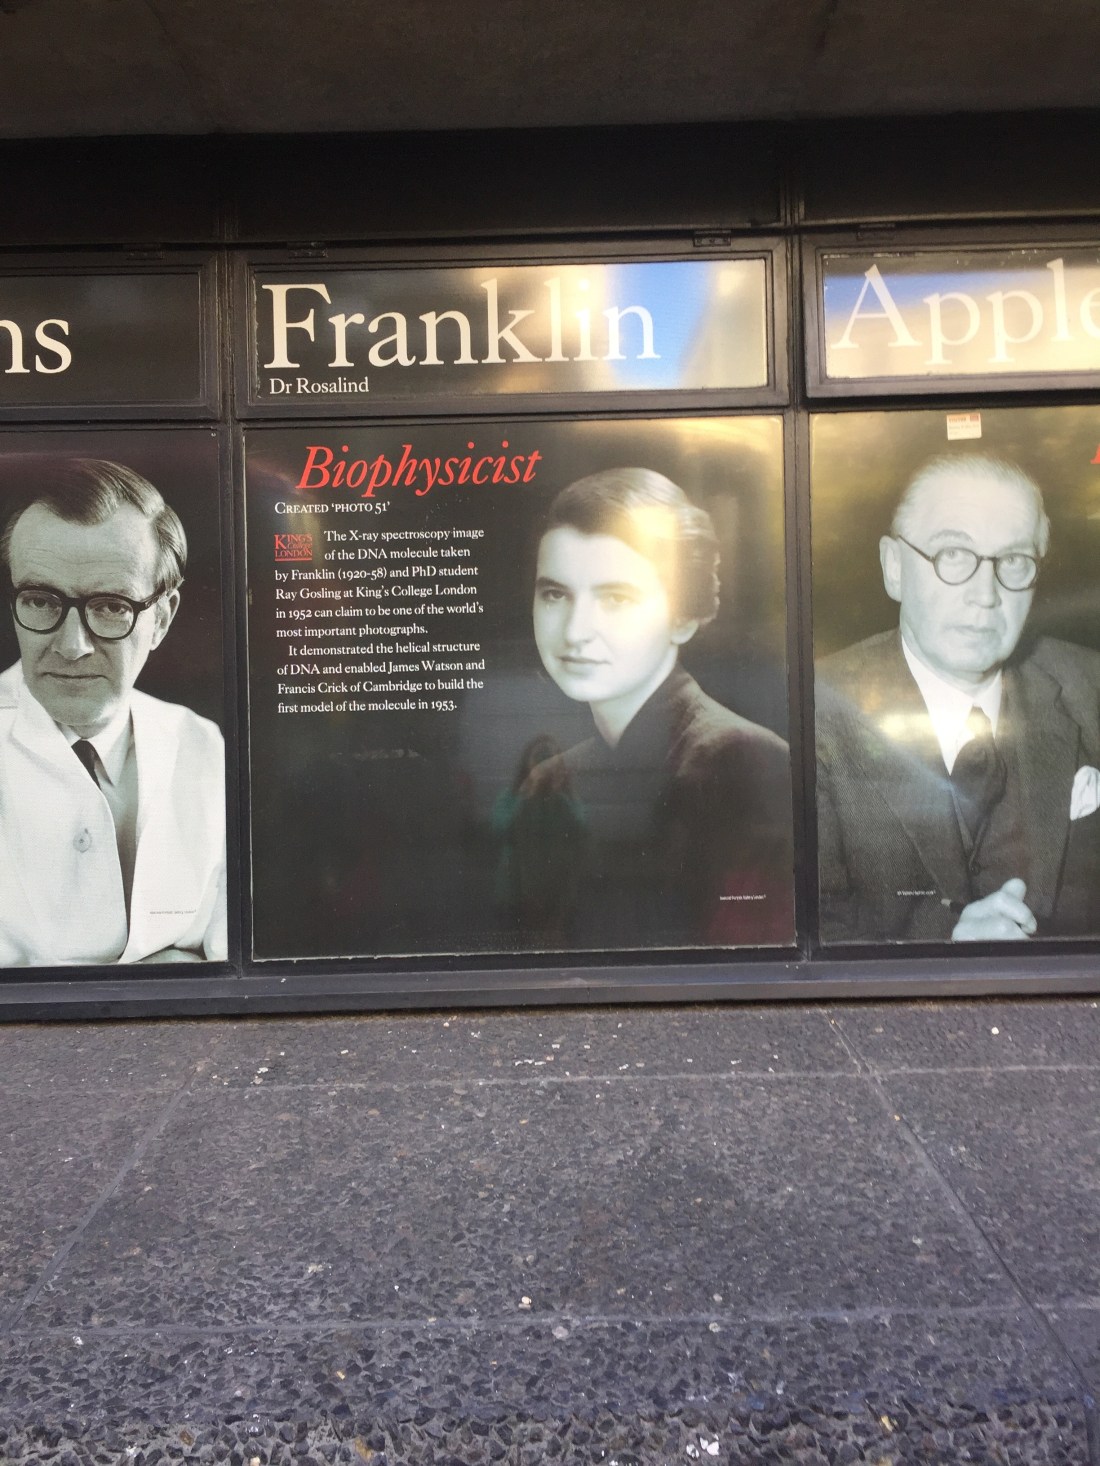 ns
Franklin
Dr Rosalind
Apple
Biophysicist
CREATED ‘PHOTO 51’
KING'S
College
LONDON
The X-ray spectroscopy image
of the DNA molecule taken
by Franklin (1920-58) and PhD student
Ray Gosling at King's College London
in 1952 can claim to be one of the world's
most important photographs.
It demonstrated the helical structure
of DNA and enabled James Watson and
Francis Crick of Cambridge to build the
first model of the molecule in 1953.